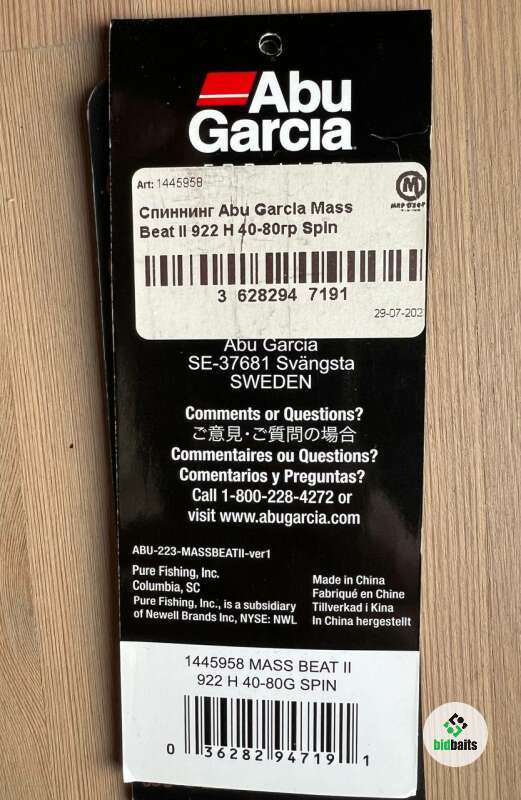 Abu
Garcia
Art: 1445958
Спиннинг Abu Garcia Mass
Beat II 922 H 40-80гр Spin
3 628294 7191
29-07-202
Abu Garcia
SE-37681 Svängsta
SWEDEN
Comments or Questions?
ご意見・ご質問の場合
Commentaires ou Questions?
Comentarios y Preguntas?
Call 1-800-228-4272 or
visit www.abugarcia.com
ABU-223-MASSBEATII-ver1
Pure Fishing, Inc.
Columbia, SC
Pure Fishing, Inc., is a subsidiary
of Newell Brands Inc, NYSE: NWL
Made in China
Fabriqué en Chine
Tillverkad i Kina
In China hergestellt
1445958 MASS BEAT II
922 H 40-80G SPIN
0 36282 94719 1
bidbaits